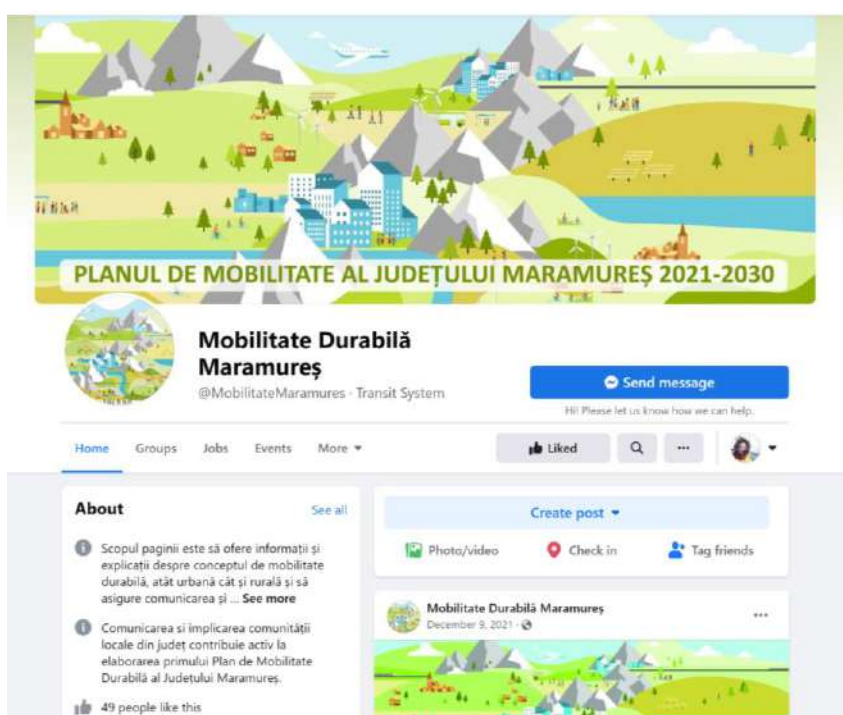 PLANUL DE MOBILITATE AL JUDEȚULUI MARAMUREȘ 2021-2030
Mobilitate Durabilă
Maramureș
@MobilitateMaramures · Transit System
Send message
Hi! Please let us know how we can help.
Home Groups Jobs Events More
Liked
About See all
Scopul paginii este să ofere informații și
explicații despre conceptul de mobilitate
durabilă, atât urbană cât și rurală și să
asigure comunicarea și ... See more
Comunicarea si implicarea comunității
locale din județ contribuie activ la
elaborarea primului Plan de Mobilitate
Durabilă al Județului Maramureș.
49 people like this
Create post
Photo/video Check in Tag friends
Mobilitate Durabilă Maramureș
December 9, 2021 ·